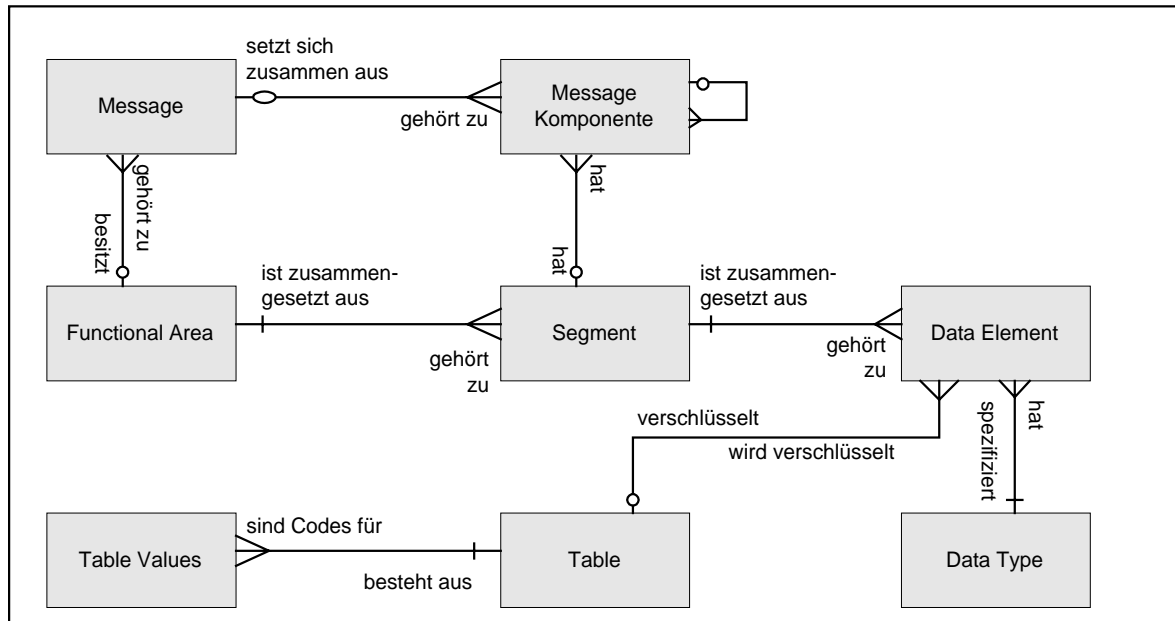 setzt sich
zusammen aus
Message
Message
Komponente
gehört zu
gehört zu
besitzt
hat
hat
ist zusammen-
gesetzt aus
ist zusammen-
gesetzt aus
Functional Area
Segment
Data Element
gehört
zu
gehört
zu
verschlüsselt
wird verschlüsselt
hat
spezifiziert
sind Codes für
Table Values
besteht aus
Table
Data Type